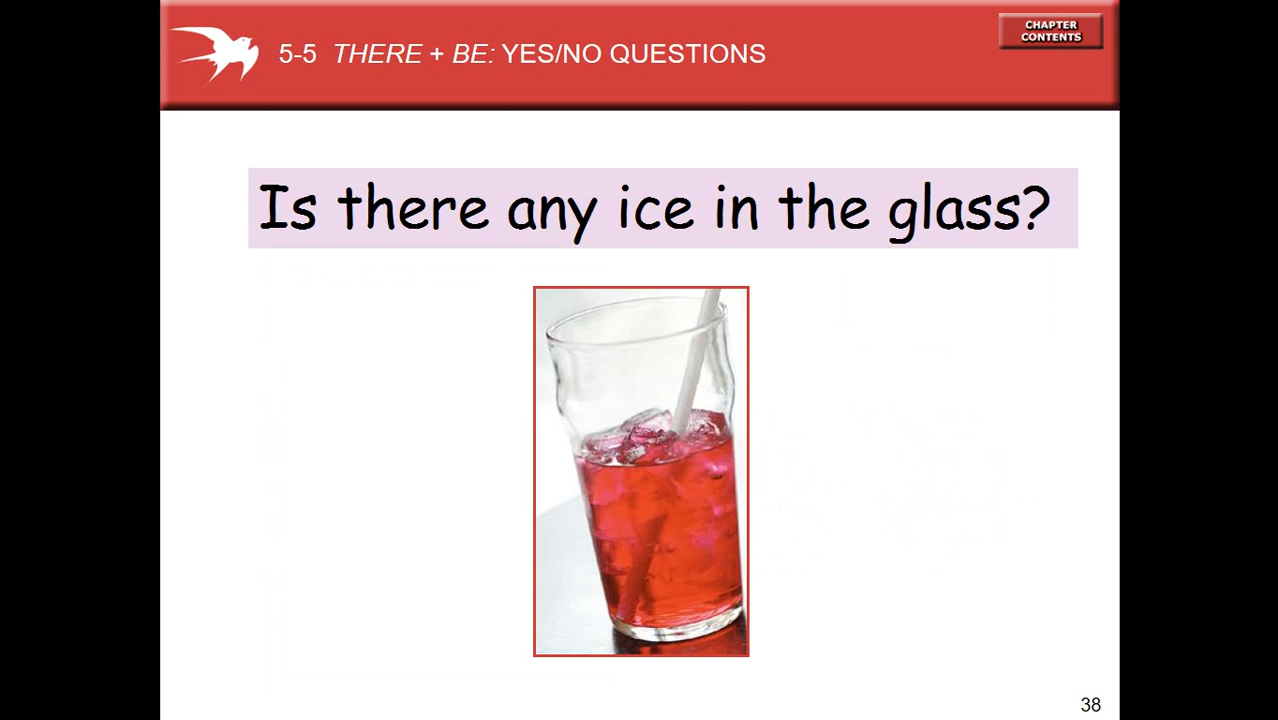 CHAPTER
CONTENTS
5-5 THERE + BE: YES/NO QUESTIONS
Is there any ice in the glass?
38